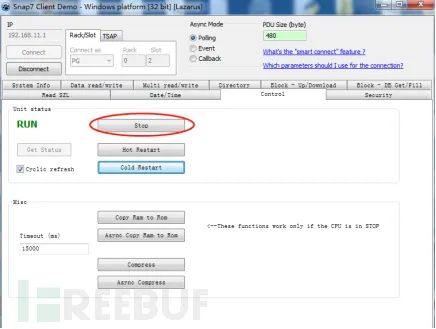 Snap7 Client Demo - Windows platform [32 bit] [Lazarus]
IP
192.168.11.1
Connect
Disconnect
Rack/Slot TSAP
Connect as Rack Slot
PG 0 2
Async Mode
Polling
Event
Callback
PDU Size (byte)
480
What's the "smart connect" feature ?
Which parameters should I use for the connection?
System Info Data read/write Multi read/write Directory Block - Up/Download Block - DB Get/Fill
Read SZL Date/Time Control Security
Unit status
RUN
Stop
Get Status
Hot Restart
Cyclic refresh
Cold Restart
Misc
Copy Ram to Rom
<--These functions work only if the CPU is in STOP
Timeout (ms)
Async Copy Ram to Rom
15000
Compress
Async Compress
FREEBUF